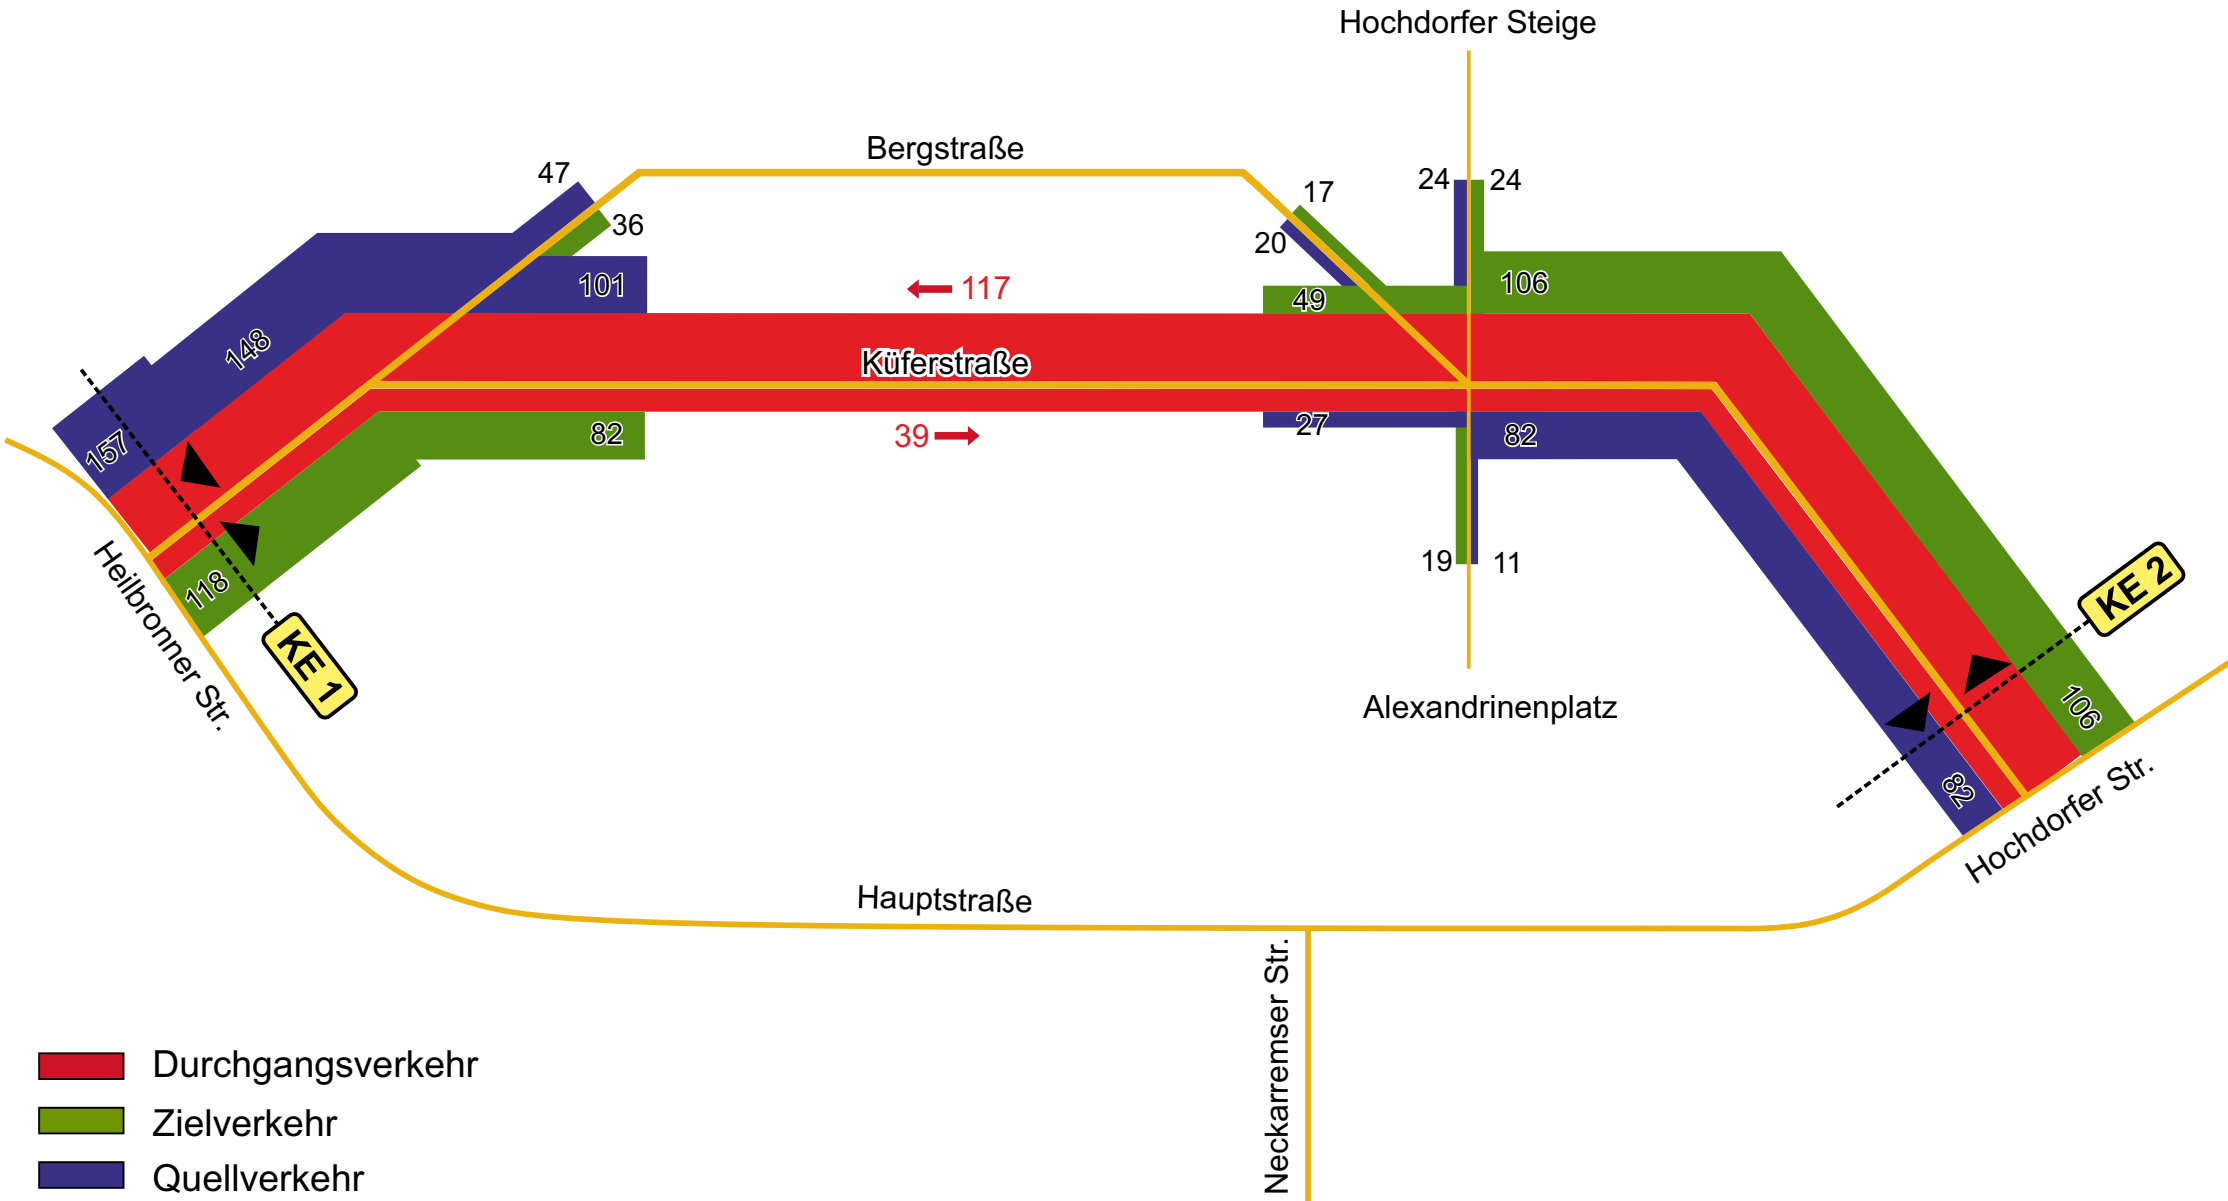 Hochdorfer Steige
Bergstraße
47
36
101
148
157
118
82
117
Küferstraße
39
17
20
49
27
24
24
106
82
19
11
Alexandrinenplatz
KE 1
KE 2
106
82
Heilbronner Str.
Hochdorfer Str.
Hauptstraße
Neckarremser Str.
Durchgangsverkehr
Zielverkehr
Quellverkehr